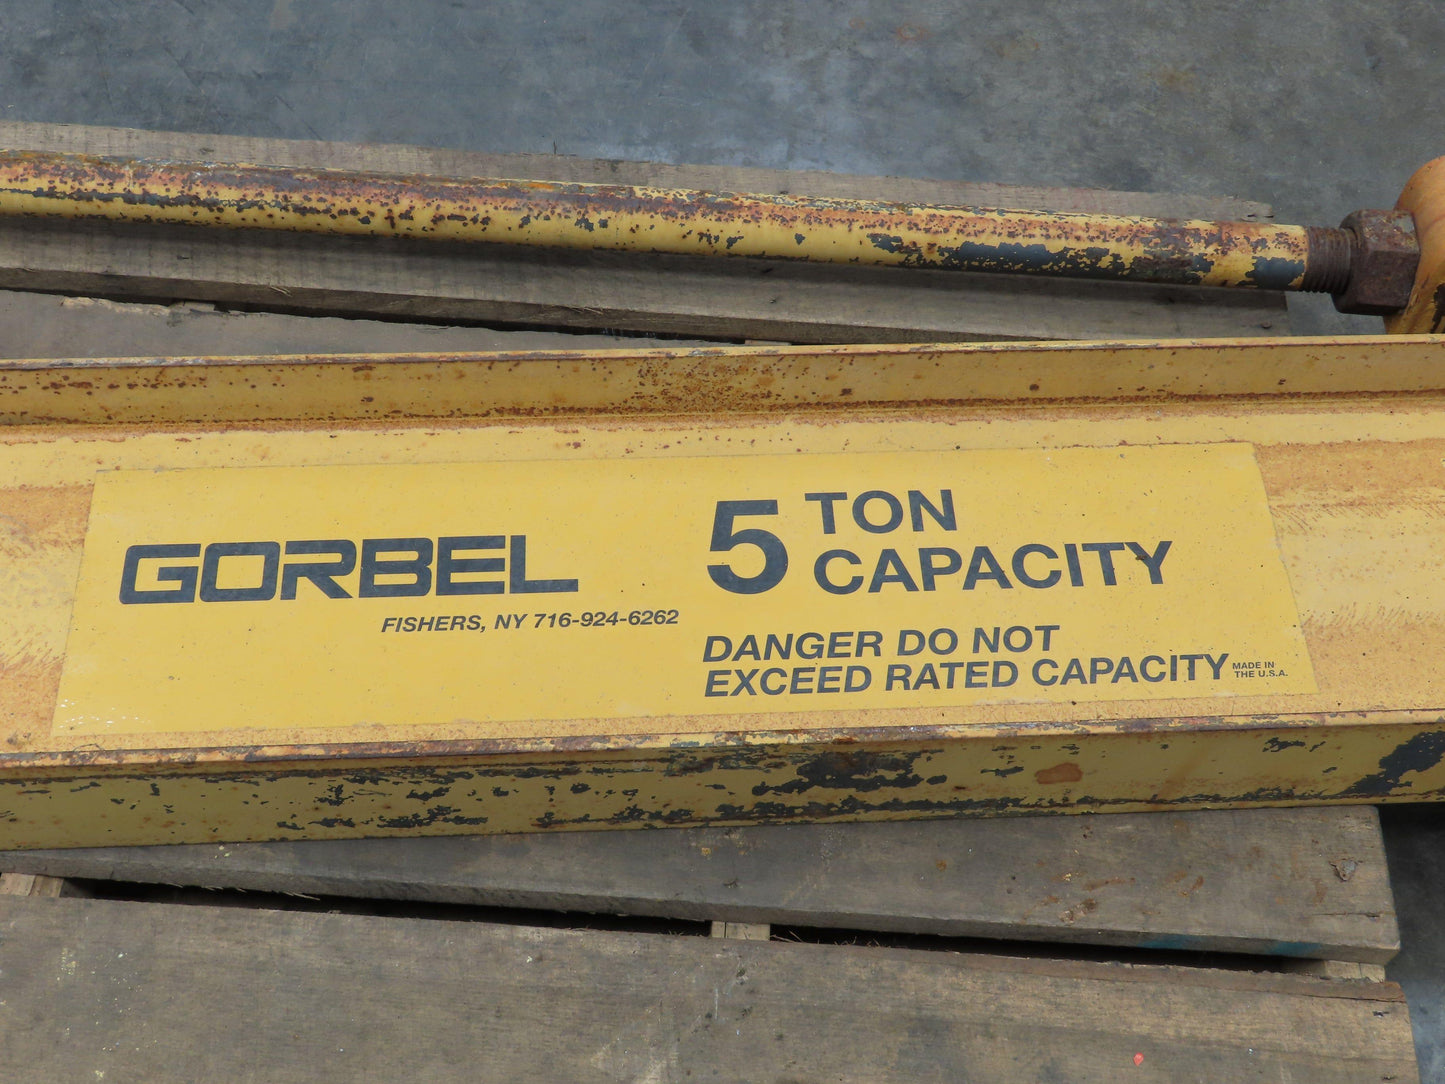 GORBEL
FISHERS, NY 716-924-6262
5 TON
CAPACITY
DANGER DO NOT
EXCEED RATED CAPACITY
MADE IN
THE U.S.A.